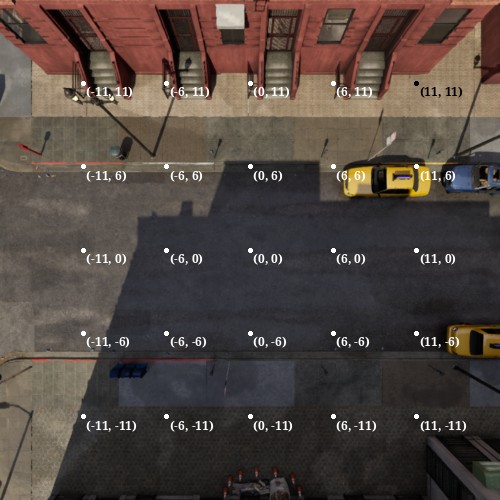 (-11, 11) (-6, 11) (0, 11) (6, 11) (11, 11)
(-11, 6) (-6, 6) (0, 6) (6, 6) (11, 6)
(-11, 0) (-6, 0) (0, 0) (6, 0) (11, 0)
(-11, -6) (-6, -6) (0, -6) (6, -6) (11, -6)
(-11, -11) (-6, -11) (0, -11) (6, -11) (11, -11)